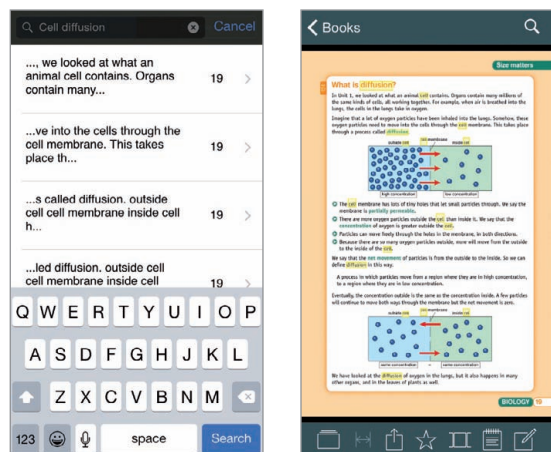 Cell diffusion
Cancel
..., we looked at what an
animal cell contains. Organs
contain many...
19
...ve into the cells through the
cell membrane. This takes
place th...
19
...s called diffusion. outside
cell cell membrane inside cell
h...
19
...led diffusion. outside cell
cell membrane inside cell
19
Q W E R T Y U I O P
A S D F G H J K L
Z X C V B N M
123
space
Search
Books
Size matters
What is diffusion?
In Unit 1, we looked at what an animal cell contains. Organs contain many millions of
the same kinds of cells, all working together. For example, when air is breathed into the
lungs, the cells in the lungs take in oxygen.
Imagine that a lot of oxygen particles have been inhaled into the lungs. Somehow, these
oxygen particles need to move into the cells through the cell membrane. This takes place
through a process called diffusion.
outside cell
cell membrane
inside cell
high concentration
low concentration
The cell membrane has lots of tiny holes that let small particles through. We say the
membrane is partially permeable.
There are more oxygen particles outside the cell than inside it. We say that the
concentration of oxygen is greater outside the cell.
Particles can move freely through the holes in the membrane, in both directions.
Because there are so many oxygen particles outside, more will move from the outside
to the inside of the cell.
We say that the net movement of particles is from the outside to the inside. So we can
define diffusion in this way.
A process in which particles move from a region where they are in high concentration,
to a region where they are in low concentration.
Eventually, the concentration outside is the same as the concentration inside. A few particles
will continue to move both ways through the membrane but the net movement is zero.
outside cell
cell membrane
inside cell
same concentration
=
same concentration
We have looked at the diffusion of oxygen in the lungs, but it also happens in many
other organs, and in the leaves of plants as well.
BIOLOGY 19